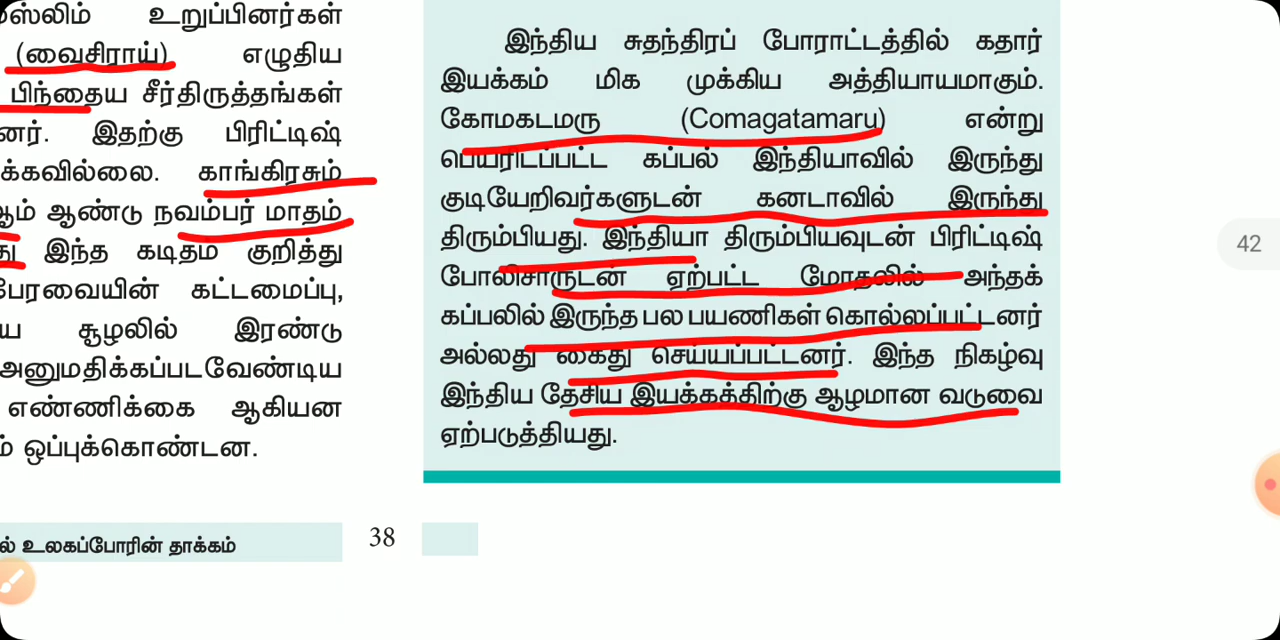 உறுப்பினர்கள்
(வைசிராய்) எழுதிய
பிந்தைய சீர்திருத்தங்கள்
னர். இதற்கு பிரிட்டிஷ்
க்கவில்லை. காங்கிரசும்
ஆம் ஆண்டு நவம்பர் மாதம்
து இந்த கடிதம் குறித்து
பேரவையின் கட்டமைப்பு,
ய சூழலில் இரண்டு
அனுமதிக்கப்படவேண்டிய
எண்ணிக்கை ஆகியன
ம் ஒப்புக்கொண்டன.
இந்திய சுதந்திரப் போராட்டத்தில் கதார்
இயக்கம் மிக முக்கிய அத்தியாயமாகும்.
கோமகடமரு (Comagatamaru) என்று
பெயரிடப்பட்ட கப்பல் இந்தியாவில் இருந்து
குடியேறிவர்களுடன் கனடாவில் இருந்து
திரும்பியது. இந்தியா திரும்பியவுடன் பிரிட்டிஷ்
போலிசாருடன் ஏற்பட்ட மோதலில் அந்தக்
கப்பலில் இருந்த பல பயணிகள் கொல்லப்பட்டனர்
அல்லது கைது செய்யப்பட்டனர். இந்த நிகழ்வு
இந்திய தேசிய இயக்கத்திற்கு ஆழமான வடுவை
ஏற்படுத்தியது.
ல் உலகப்போரின் தாக்கம்
38
42